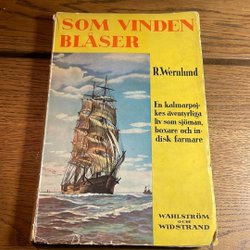 SOM VINDEN
BLÅSER
R. Wernlund
En kalmarpoj-
kes äventyrliga
liv som sjöman,
boxare och in-
disk farmare
WAHLSTRÖM
OCH
WIDSTRAND